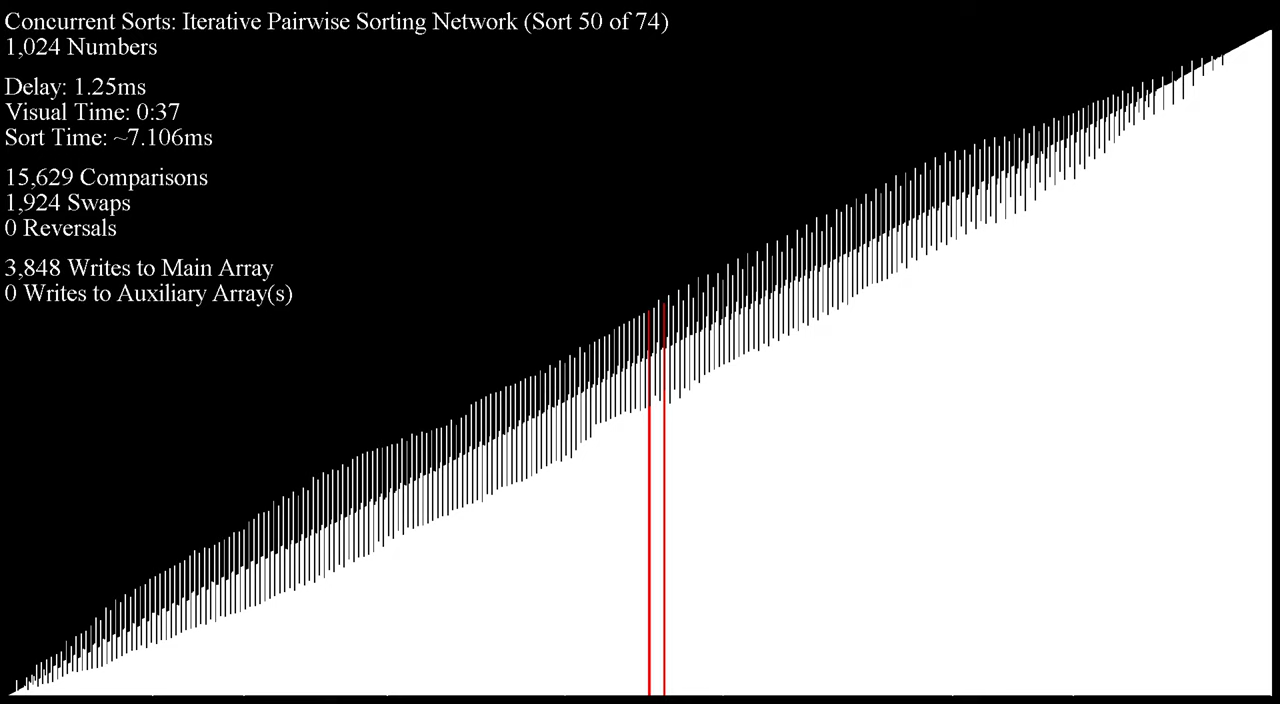 Concurrent Sorts: Iterative Pairwise Sorting Network (Sort 50 of 74)
1,024 Numbers
Delay: 1.25ms
Visual Time: 0:37
Sort Time: ~7.106ms
15,629 Comparisons
1,924 Swaps
0 Reversals
3,848 Writes to Main Array
0 Writes to Auxiliary Array(s)